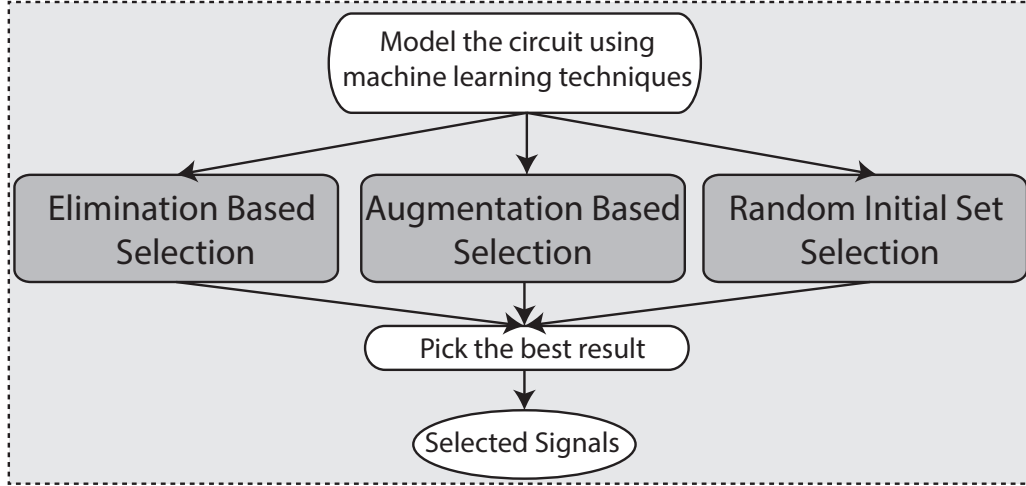 Model the circuit using
machine learning techniques
Elimination Based
Selection
Augmentation Based
Selection
Random Initial Set
Selection
Pick the best result
Selected Signals